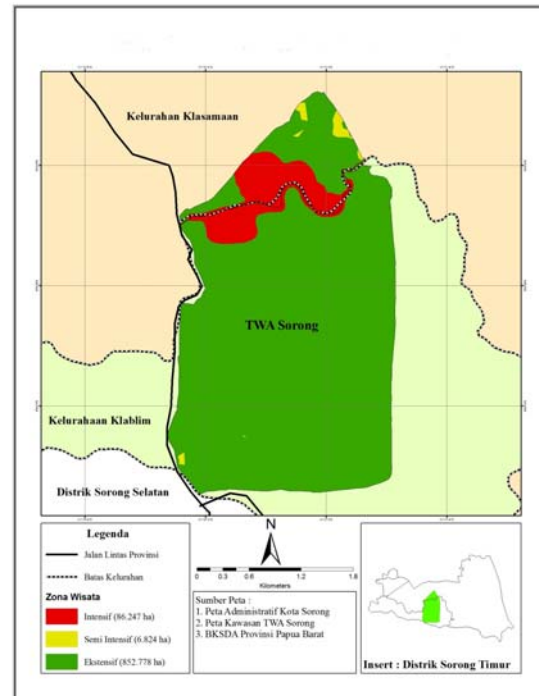 Kelurahan Klasamaan
TWA Sorong
Kelurahaan Klablim
Distrik Sorong Selatan
Legenda
Jalan Lintas Provinsi
Batas Kelurahan
Zona Wisata
Intensif (86.247 ha)
Semi Intensif (6.824 ha)
Ekstensif (852.778 ha)
N
0 0.3 0.6 1.2 1.8
Kilometers
Sumber Peta :
1. Peta Administratif Kota Sorong
2. Peta Kawasan TWA Sorong
3. BKSDA Provinsi Papua Barat
Insert : Distrik Sorong Timur